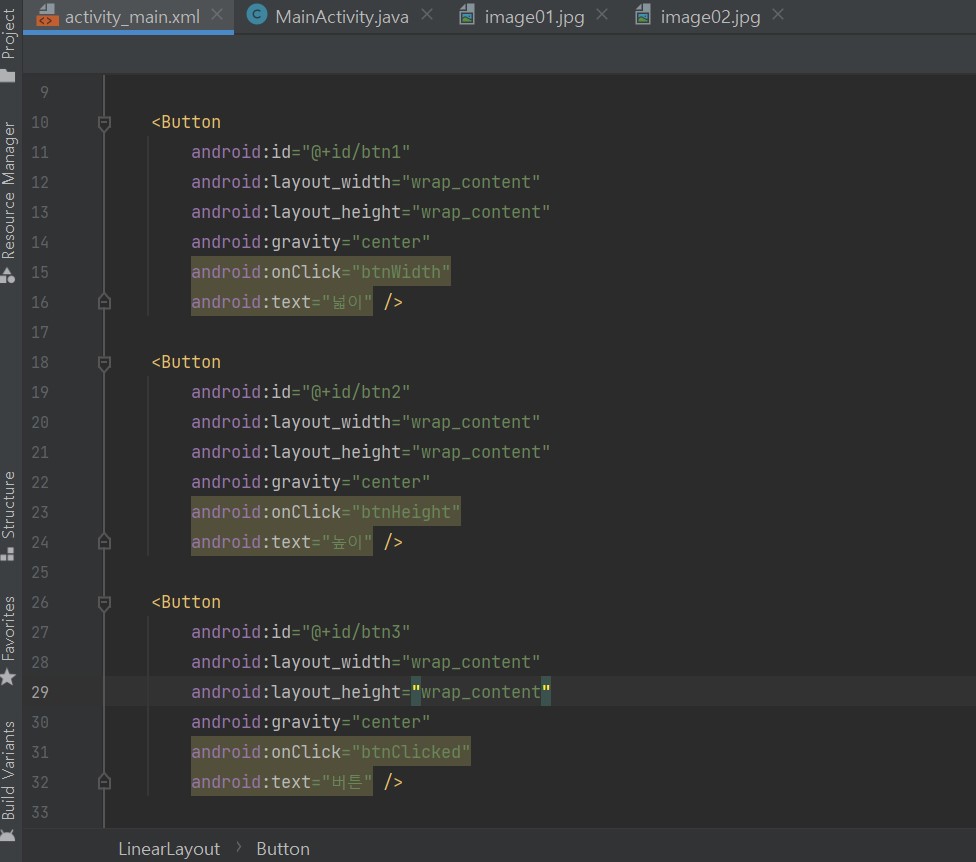 activity_main.xml
MainActivity.java
image01.jpg
image02.jpg
Project
Resource Manager
Structure
Favorites
Build Variants
9
10 <Button
11 android:id="@+id/btn1"
12 android:layout_width="wrap_content"
13 android:layout_height="wrap_content"
14 android:gravity="center"
15 android:onClick="btnWidth"
16 android:text="넓이" />
17
18 <Button
19 android:id="@+id/btn2"
20 android:layout_width="wrap_content"
21 android:layout_height="wrap_content"
22 android:gravity="center"
23 android:onClick="btnHeight"
24 android:text="높이" />
25
26 <Button
27 android:id="@+id/btn3"
28 android:layout_width="wrap_content"
29 android:layout_height="wrap_content"
30 android:gravity="center"
31 android:onClick="btnClicked"
32 android:text="버튼" />
33
LinearLayout > Button